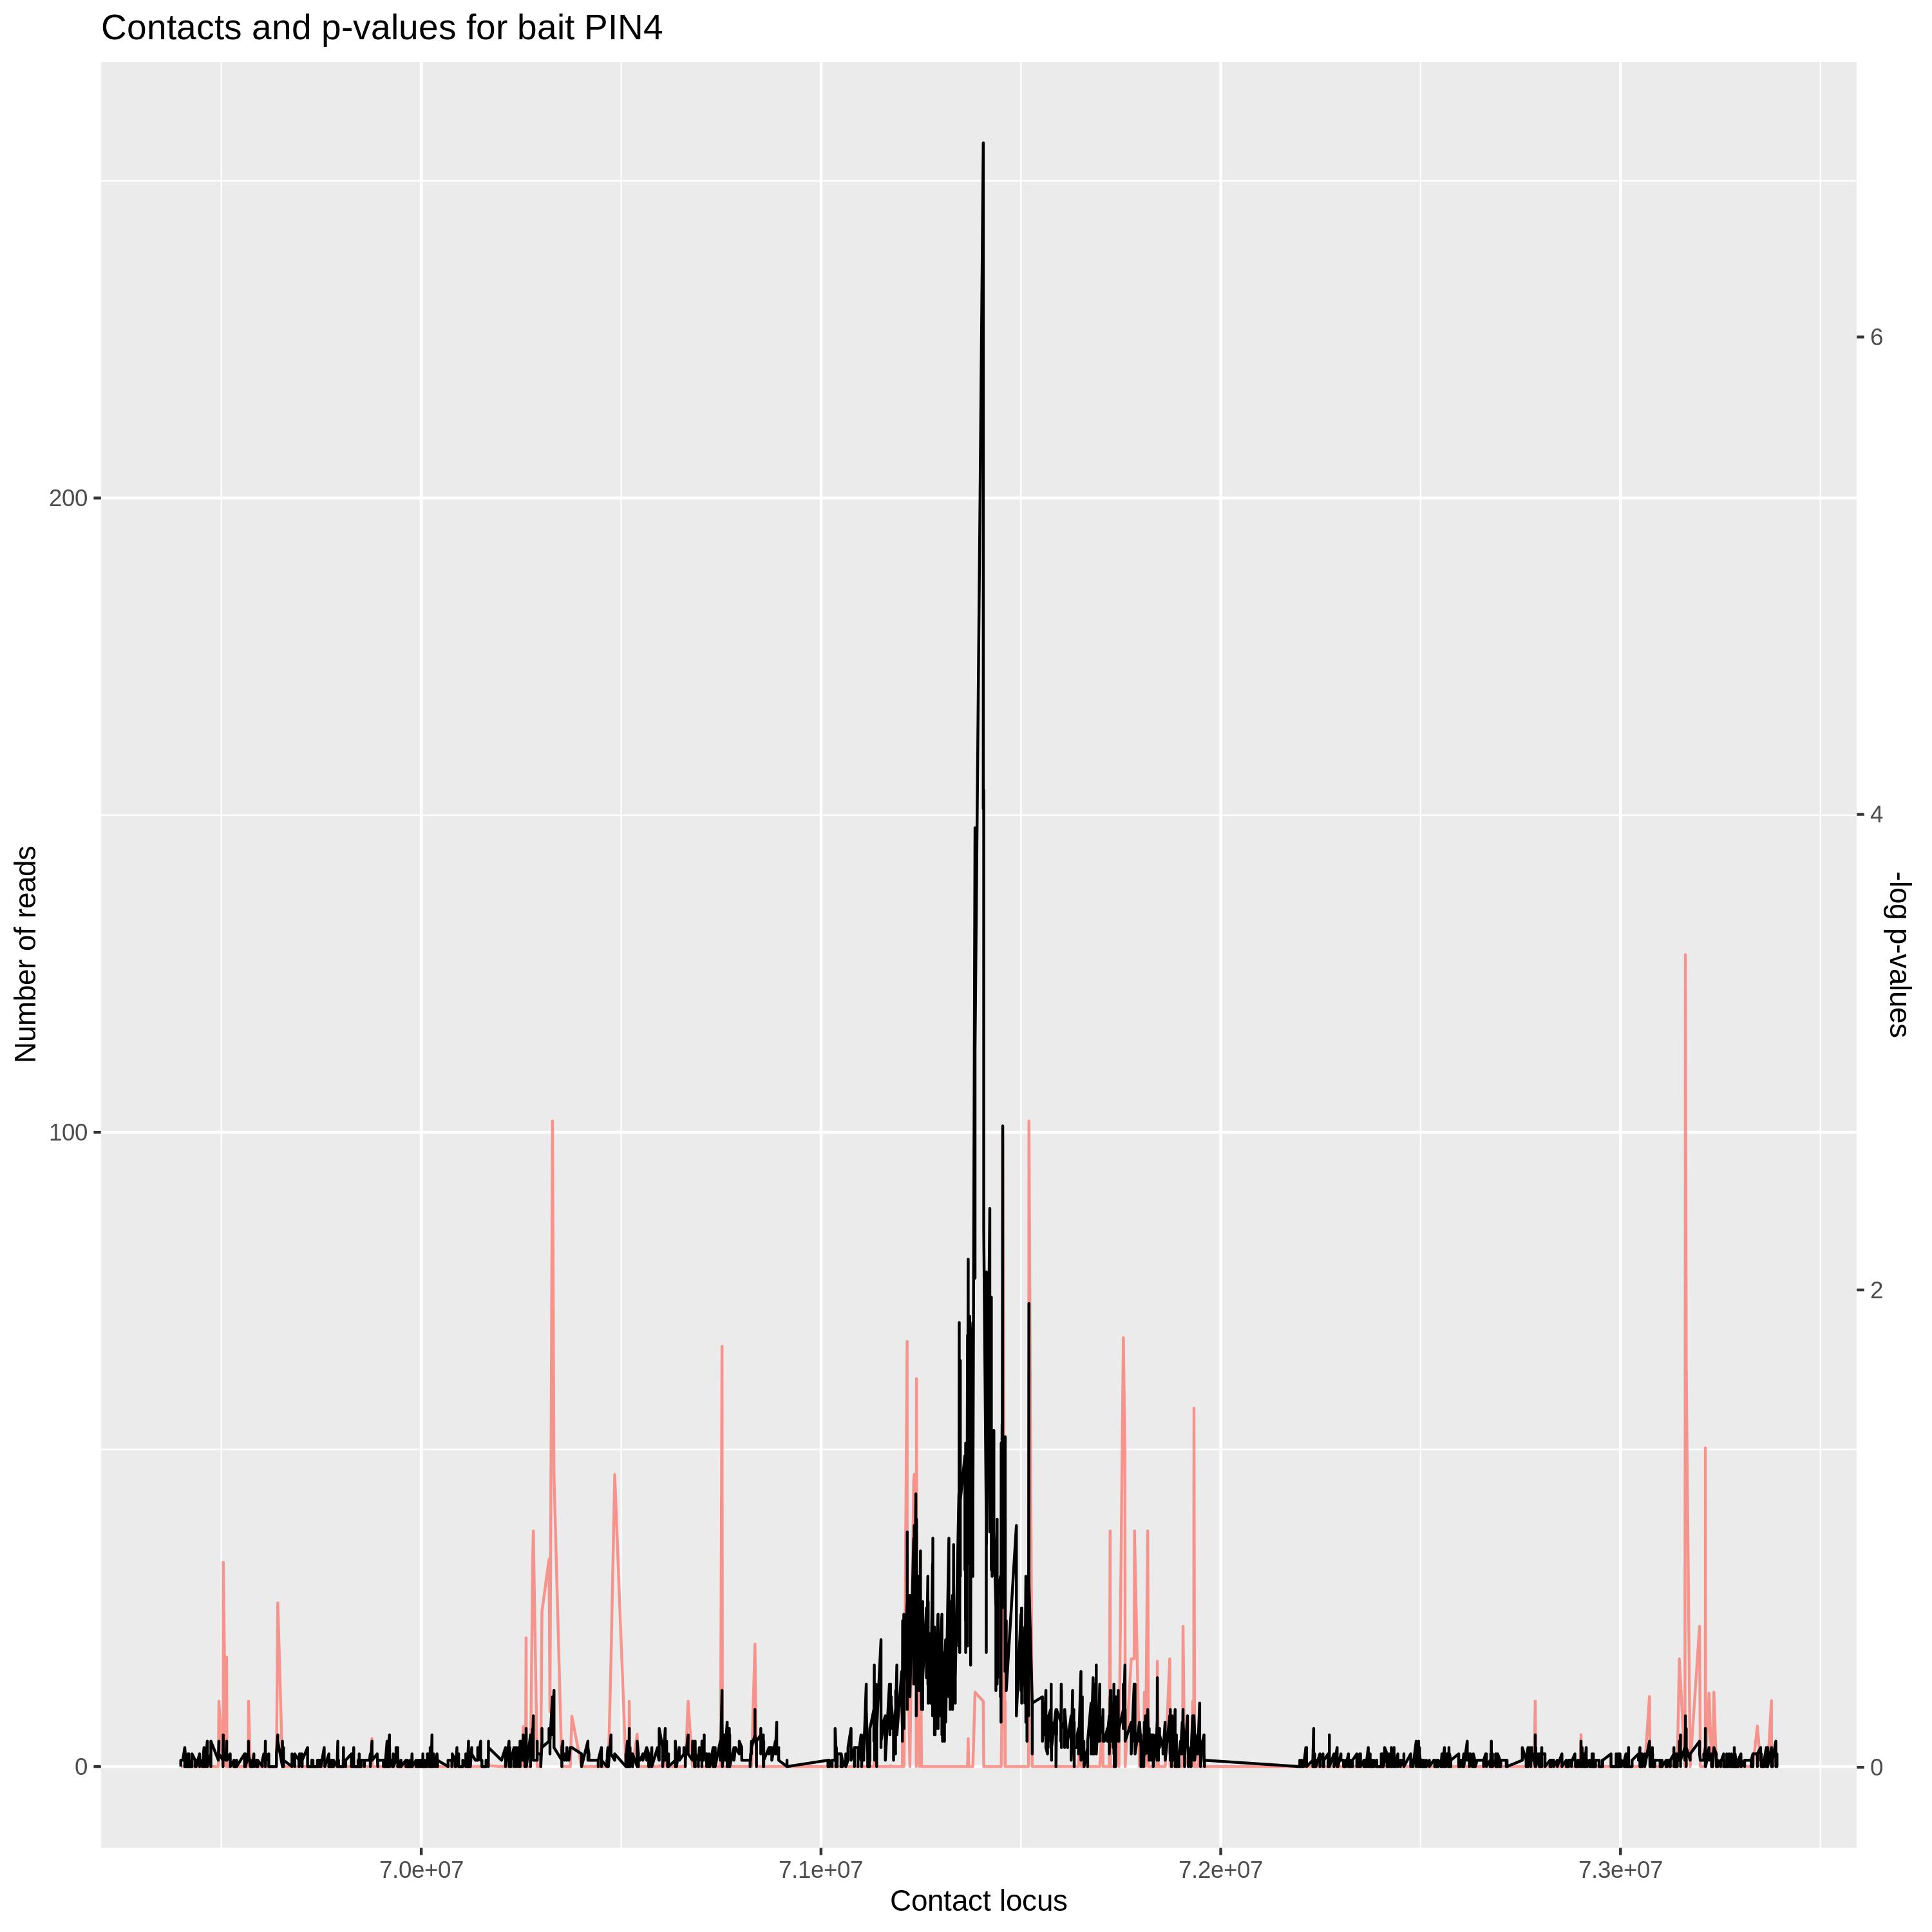 Contacts and p-values for bait PIN4
Number of reads
200
100
0
6
4
2
0
-log p-values
7.0e+07
7.1e+07
7.2e+07
7.3e+07
Contact locus